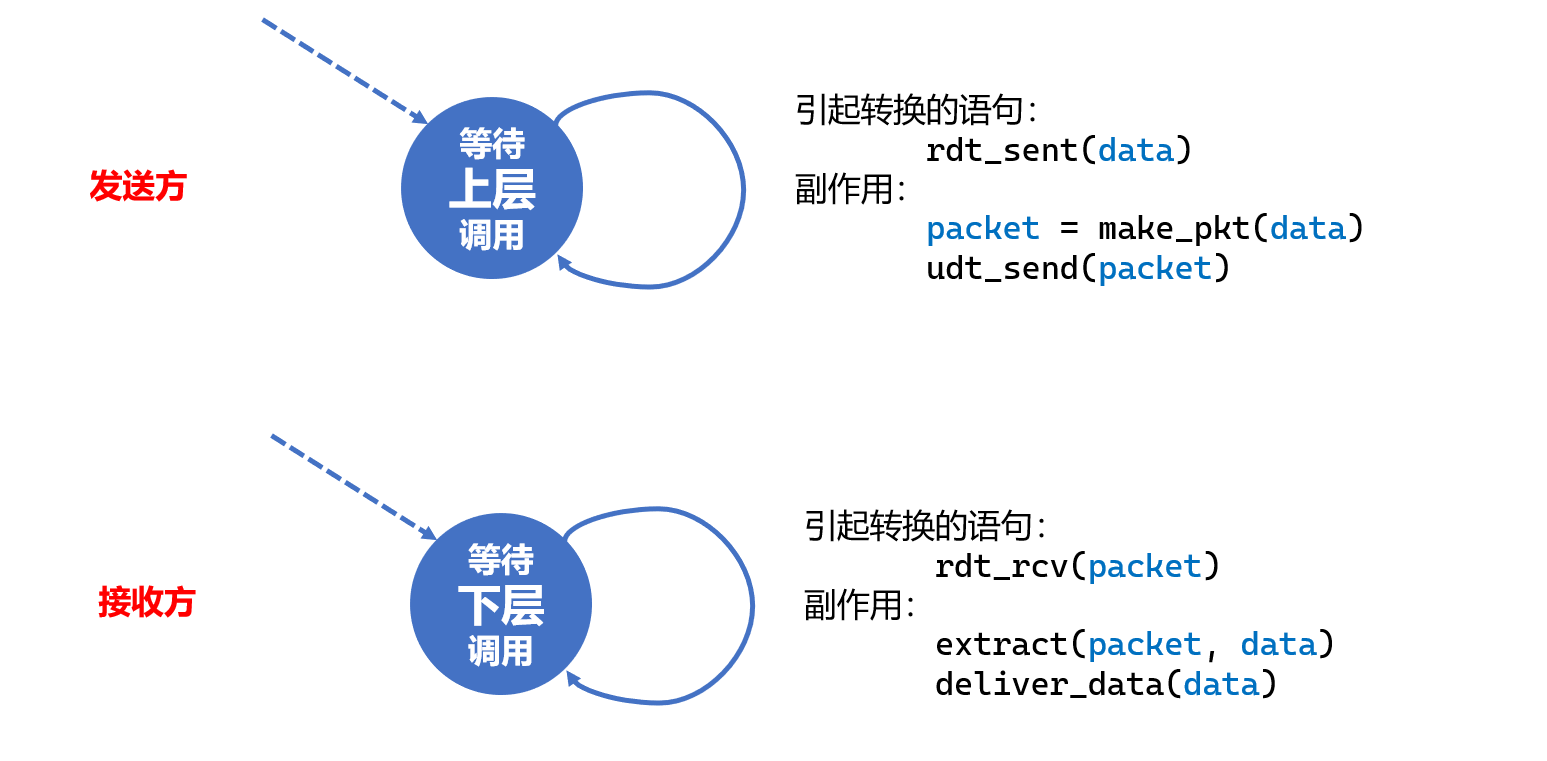 发送方
等待
上层
调用
引起转换的语句：
rdt_sent(data)
副作用：
packet = make_pkt(data)
udt_send(packet)
接收方
等待
下层
调用
引起转换的语句：
rdt_rcv(packet)
副作用：
extract(packet, data)
deliver_data(data)